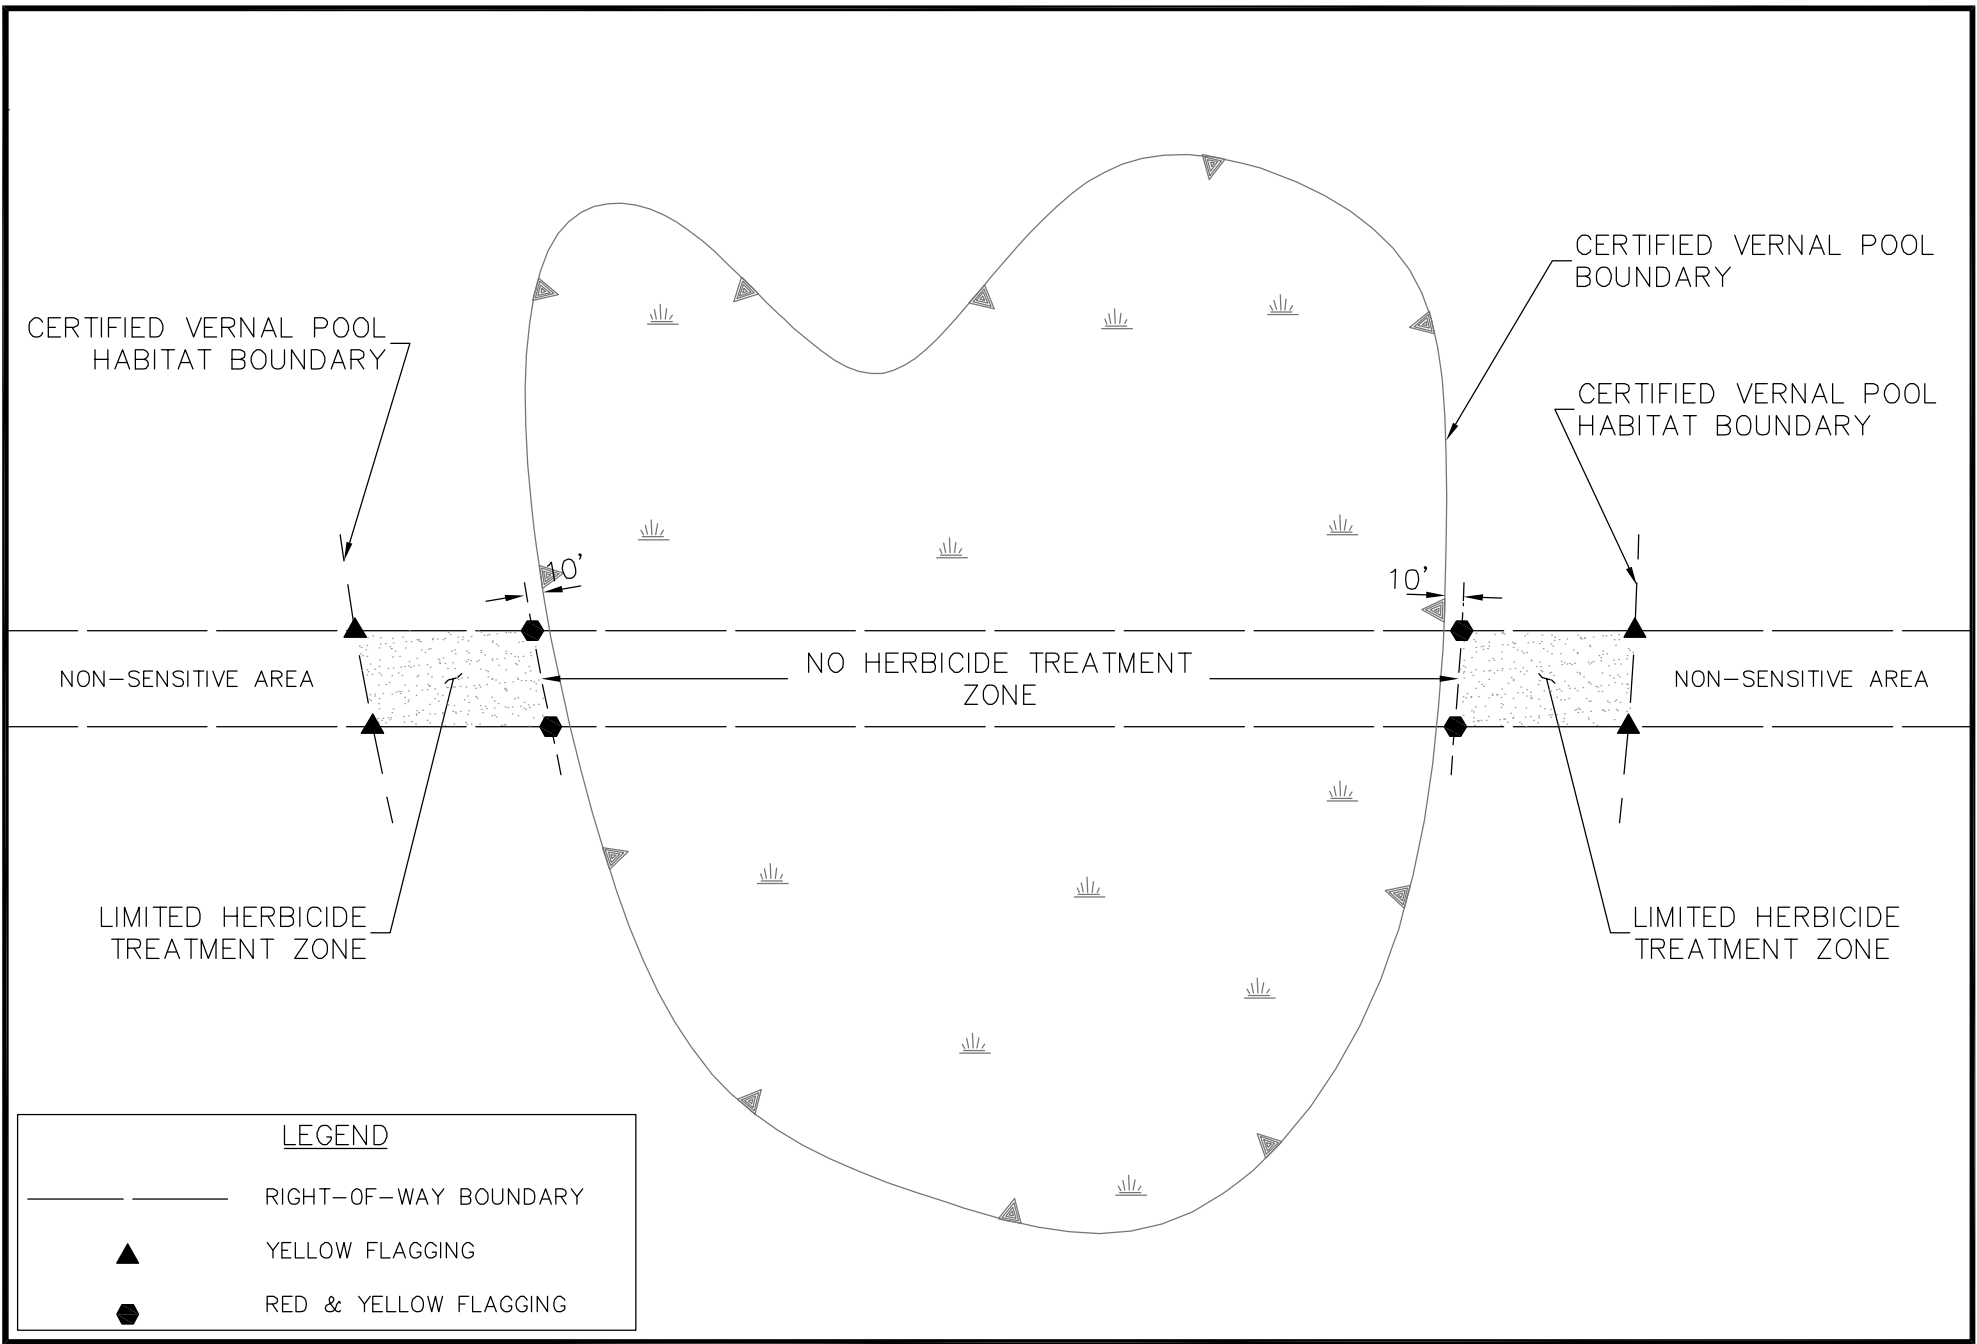 CERTIFIED VERNAL POOL
BOUNDARY
CERTIFIED VERNAL POOL
HABITAT BOUNDARY
CERTIFIED VERNAL POOL
HABITAT BOUNDARY
10'
10'
NON-SENSITIVE AREA
NO HERBICIDE TREATMENT
ZONE
NON-SENSITIVE AREA
LIMITED HERBICIDE
TREATMENT ZONE
LIMITED HERBICIDE
TREATMENT ZONE
LEGEND
RIGHT-OF-WAY BOUNDARY
YELLOW FLAGGING
RED & YELLOW FLAGGING